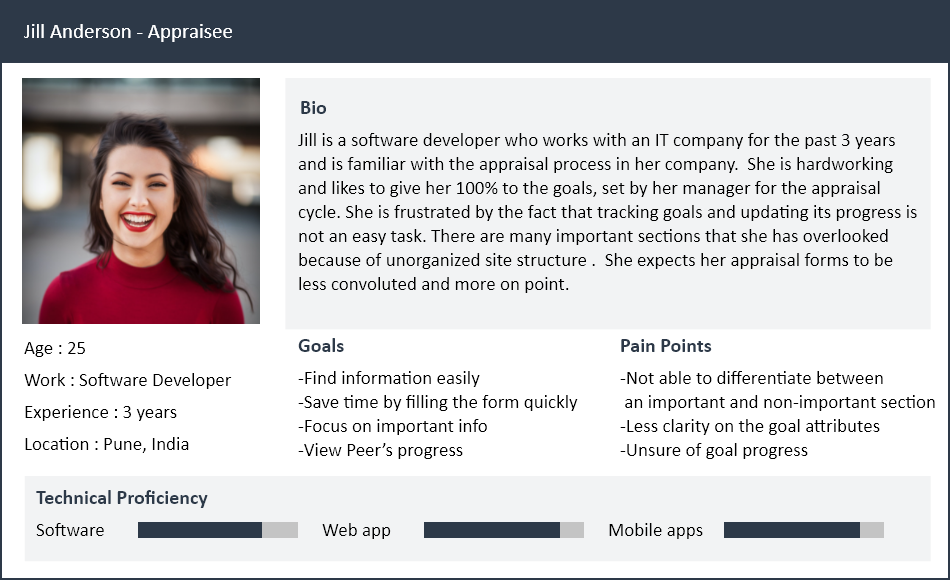 Jill Anderson - Appraisee
Bio
Jill is a software developer who works with an IT company for the past 3 years
and is familiar with the appraisal process in her company.  She is hardworking
and likes to give her 100% to the goals, set by her manager for the appraisal
cycle. She is frustrated by the fact that tracking goals and updating its progress is
not an easy task. There are many important sections that she has overlooked
because of unorganized site structure .  She expects her appraisal forms to be
less convoluted and more on point.
Age : 25
Work : Software Developer
Experience : 3 years
Location : Pune, India
Goals
-Find information easily
-Save time by filling the form quickly
-Focus on important info
-View Peer’s progress
Pain Points
-Not able to differentiate between
an important and non-important section
-Less clarity on the goal attributes
-Unsure of goal progress
Technical Proficiency
Software
Web app
Mobile apps